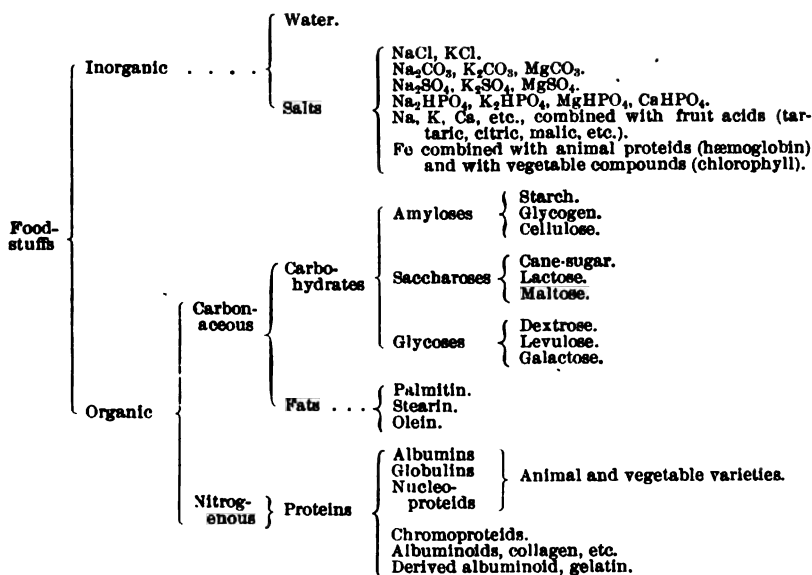 Water.
Inorganic . . . .
Salts
NaCl, KCl.
Na₂CO₃, K₂CO₃, MgCO₃.
Na₂SO₄, K₂SO₄, MgSO₄.
Na₂HPO₄, K₂HPO₄, MgHPO₄, CaHPO₄.
Na, K, Ca, etc., combined with fruit acids (tar-
taric, citric, malic, etc.).
Fe combined with animal proteids (hæmoglobin)
and with vegetable compounds (chlorophyll).
Food-
stuffs
Organic
Carbon-
aceous
Carbo-
hydrates
Amyloses
Starch.
Glycogen.
Cellulose.
Saccharoses
Cane-sugar.
Lactose.
Maltose.
Glycoses
Dextrose.
Levulose.
Galactose.
Fats . . .
Palmitin.
Stearin.
Olein.
Nitrog-
enous
Proteins
Albumins
Globulins
Nucleo-
proteids
Animal and vegetable varieties.
Chromoproteids.
Albuminoids, collagen, etc.
Derived albuminoid, gelatin.